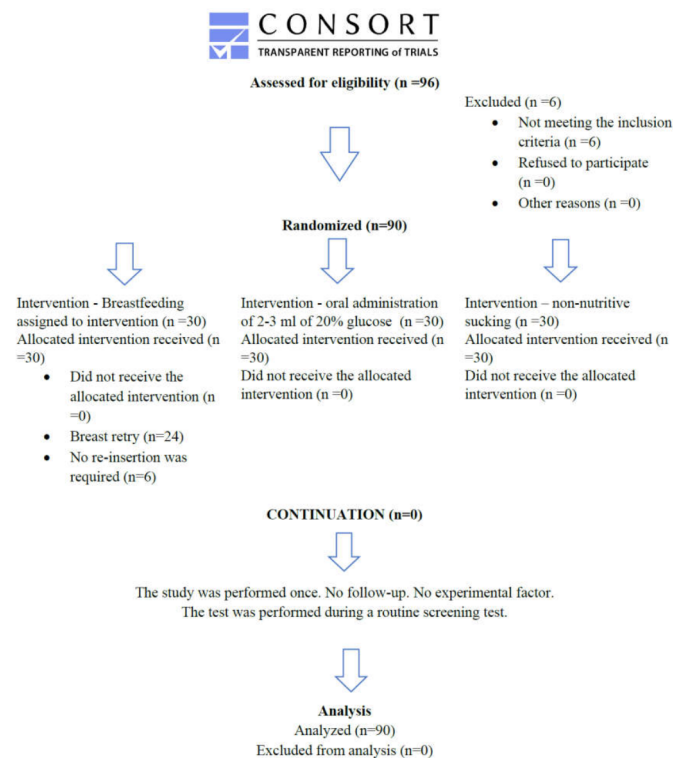 CONSORT
TRANSPARENT REPORTING of TRIALS
Assessed for eligibility (n =96)
Excluded (n =6)
• Not meeting the inclusion
criteria (n =6)
• Refused to participate
(n =0)
• Other reasons (n =0)
Randomized (n=90)
Intervention - Breastfeeding
assigned to intervention (n =30)
Allocated intervention received (n
=30)
• Did not receive the
allocated intervention (n
=0)
• Breast retry (n=24)
• No re-insertion was
required (n=6)
Intervention - oral administration
of 2-3 ml of 20% glucose (n =30)
Allocated intervention received (n
=30)
Did not receive the allocated
intervention (n =0)
Intervention – non-nutritive
sucking (n =30)
Allocated intervention received (n
=30)
Did not receive the allocated
intervention (n =0)
CONTINUATION (n=0)
The study was performed once. No follow-up. No experimental factor.
The test was performed during a routine screening test.
Analysis
Analyzed (n=90)
Excluded from analysis (n=0)